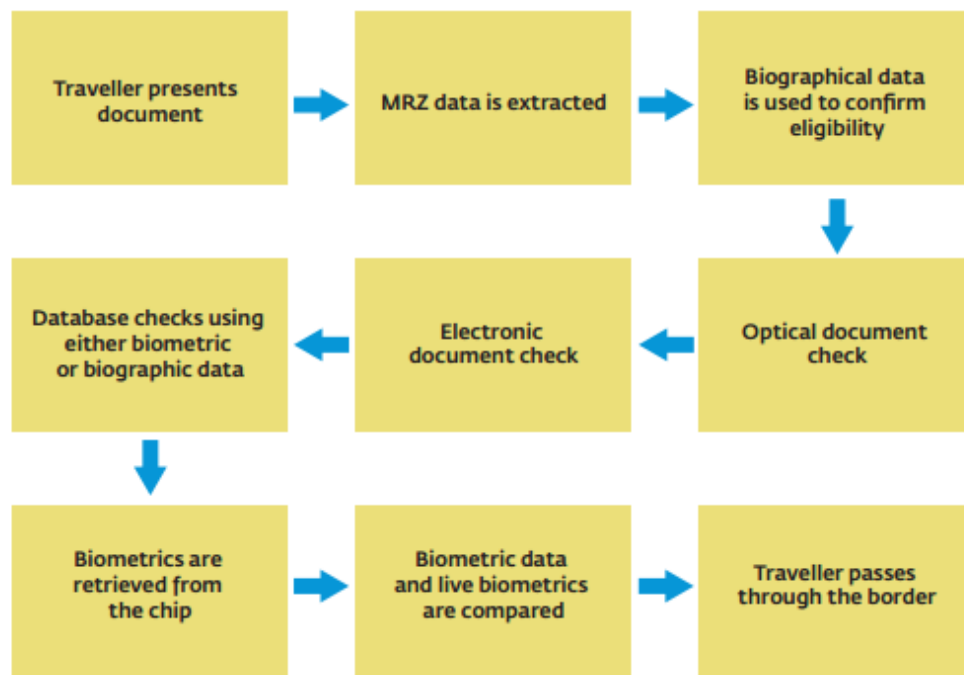 Traveller presents
document
MRZ data is extracted
Biographical data
is used to confirm
eligibility
Optical document
check
Electronic
document check
Database checks using
either biometric
or biographic data
Biometrics are
retrieved from
the chip
Biometric data
and live biometrics
are compared
Traveller passes
through the border